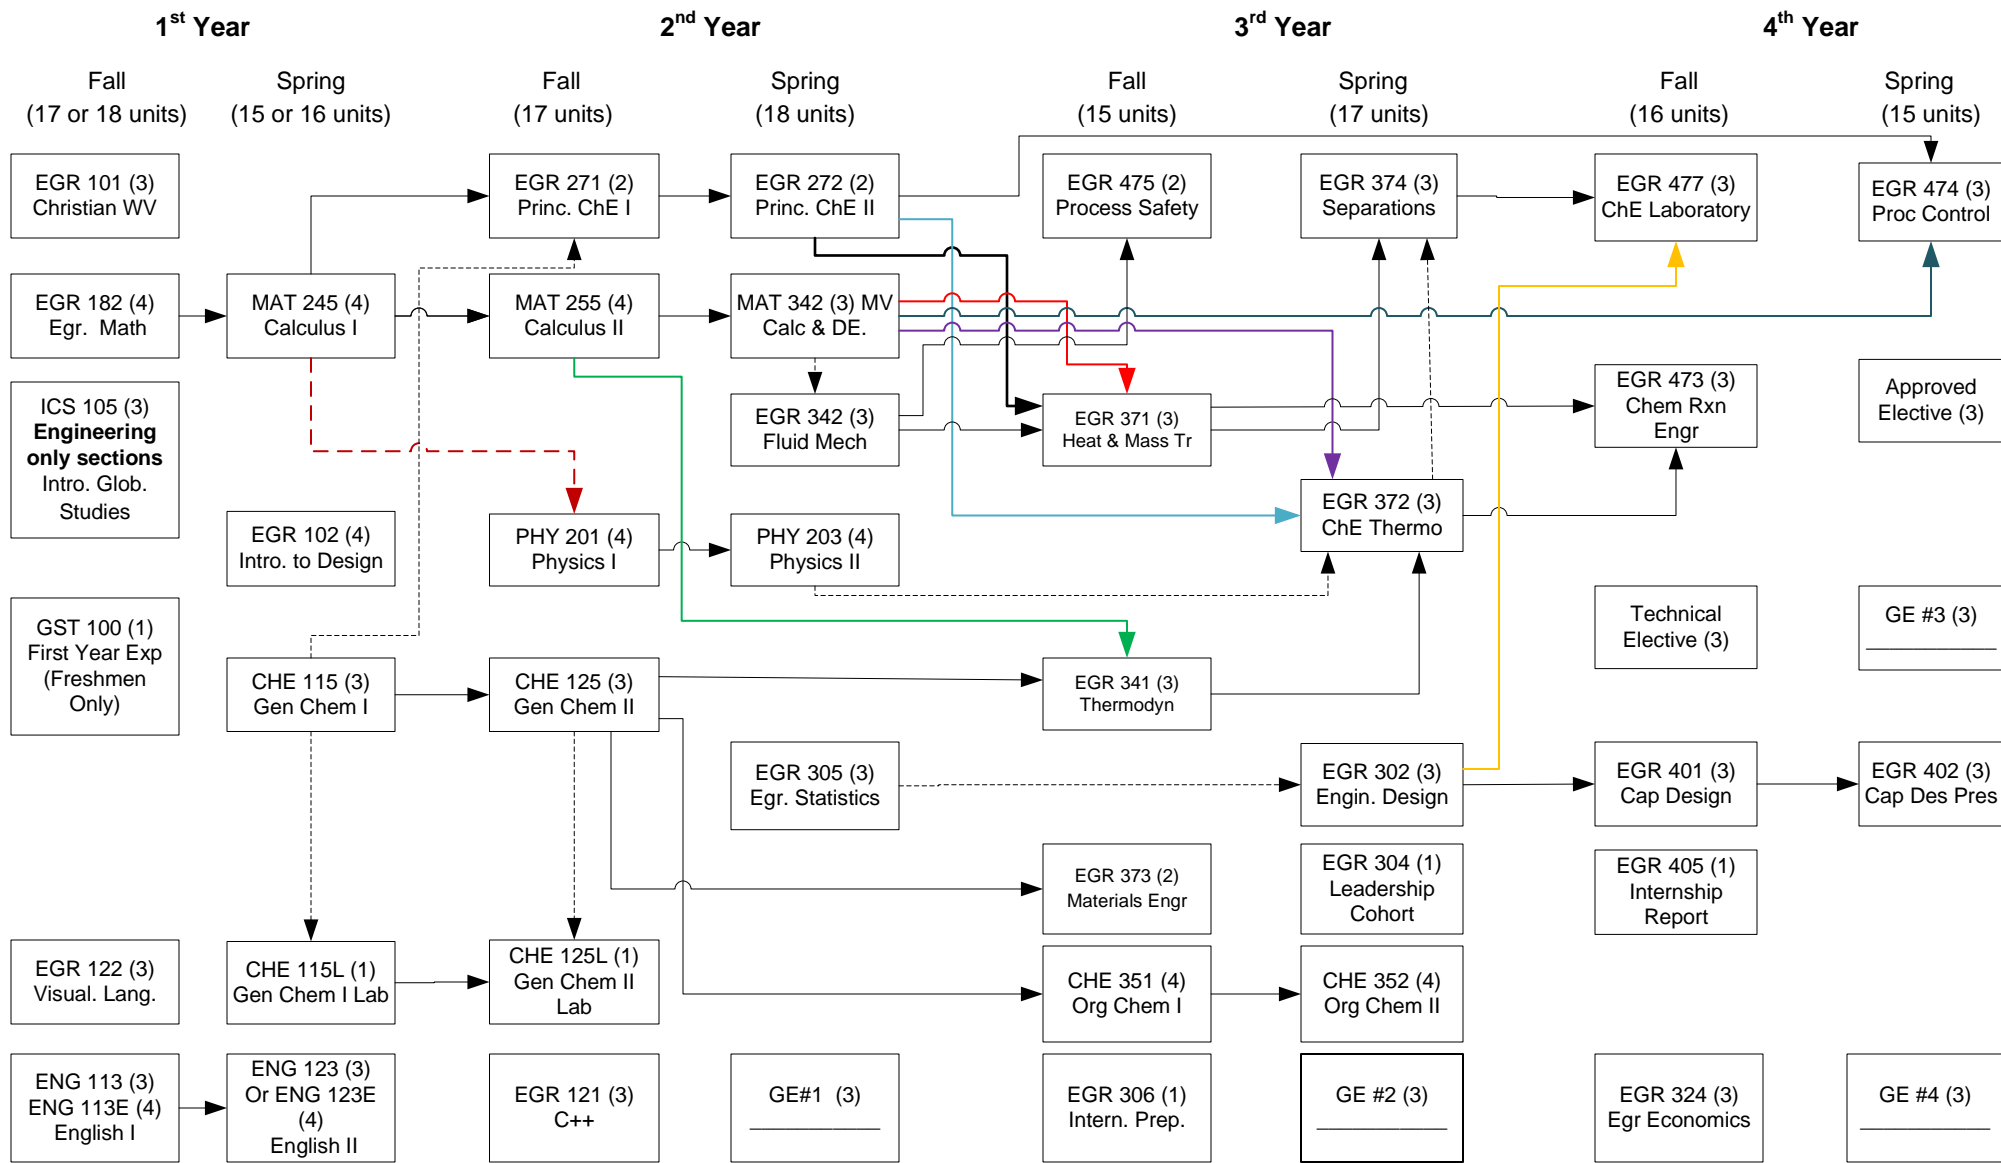 1st Year
2nd Year
3rd Year
4th Year
Fall
(17 or 18 units)
Spring
(15 or 16 units)
Fall
(17 units)
Spring
(18 units)
Fall
(15 units)
Spring
(17 units)
Fall
(16 units)
Spring
(15 units)
EGR 101 (3)
Christian WV
EGR 271 (2)
Princ. ChE I
EGR 272 (2)
Princ. ChE II
EGR 475 (2)
Process Safety
EGR 374 (3)
Separations
EGR 477 (3)
ChE Laboratory
EGR 474 (3)
Proc Control
EGR 182 (4)
Egr. Math
MAT 245 (4)
Calculus I
MAT 255 (4)
Calculus II
MAT 342 (3) MV
Calc & DE.
ICS 105 (3)
Engineering
only sections
Intro. Glob.
Studies
EGR 342 (3)
Fluid Mech
EGR 371 (3)
Heat & Mass Tr
EGR 473 (3)
Chem Rxn
Engr
Approved
Elective (3)
EGR 102 (4)
Intro. to Design
PHY 201 (4)
Physics I
PHY 203 (4)
Physics II
EGR 372 (3)
ChE Thermo
GST 100 (1)
First Year Exp
(Freshmen
Only)
CHE 115 (3)
Gen Chem I
CHE 125 (3)
Gen Chem II
EGR 341 (3)
Thermodyn
Technical
Elective (3)
GE #3 (3)
___________
EGR 305 (3)
Egr. Statistics
EGR 302 (3)
Engin. Design
EGR 401 (3)
Cap Design
EGR 402 (3)
Cap Des Pres
EGR 373 (2)
Materials Engr
EGR 304 (1)
Leadership
Cohort
EGR 405 (1)
Internship
Report
EGR 122 (3)
Visual. Lang.
CHE 115L (1)
Gen Chem I Lab
CHE 125L (1)
Gen Chem II
Lab
CHE 351 (4)
Org Chem I
CHE 352 (4)
Org Chem II
ENG 113 (3)
ENG 113E (4)
English I
ENG 123 (3)
Or ENG 123E
(4)
English II
EGR 121 (3)
C++
GE#1 (3)
___________
EGR 306 (1)
Intern. Prep.
GE #2 (3)
___________
EGR 324 (3)
Egr Economics
GE #4 (3)
___________